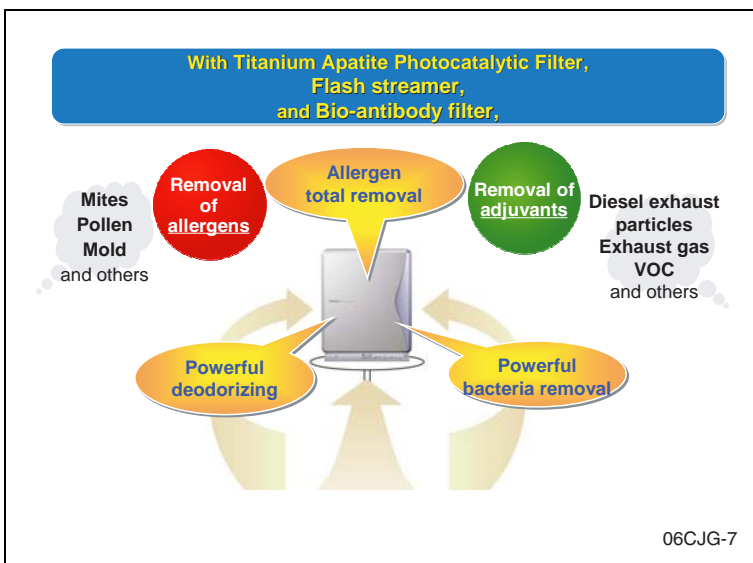 With Titanium Apatite Photocatalytic Filter,
Flash streamer,
and Bio-antibody filter,
Allergen
total removal
Removal
of
allergens
Removal of
adjuvants
Mites
Pollen
Mold
and others
Diesel exhaust
particles
Exhaust gas
VOC
and others
Powerful
deodorizing
Powerful
bacteria removal
06CJG-7